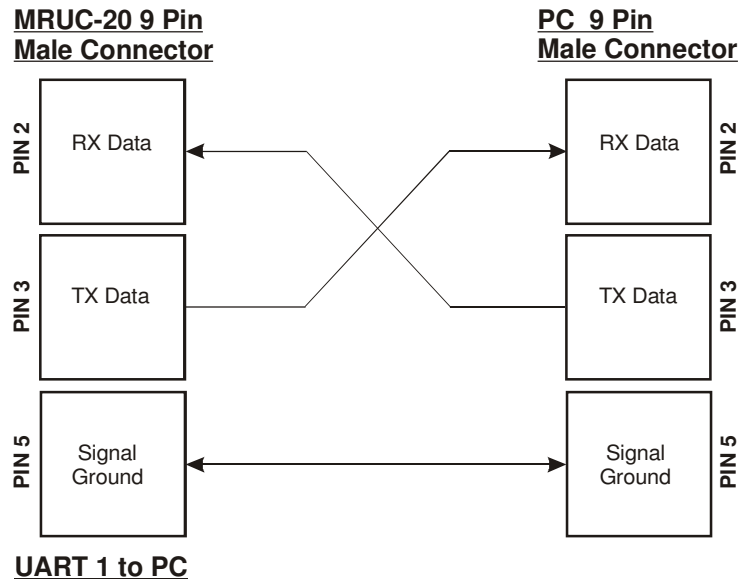 MRUC-20 9 Pin
Male Connector
PC 9 Pin
Male Connector
PIN 2
RX Data
RX Data
PIN 2
PIN 3
TX Data
TX Data
PIN 3
PIN 5
Signal
Ground
Signal
Ground
PIN 5
UART 1 to PC